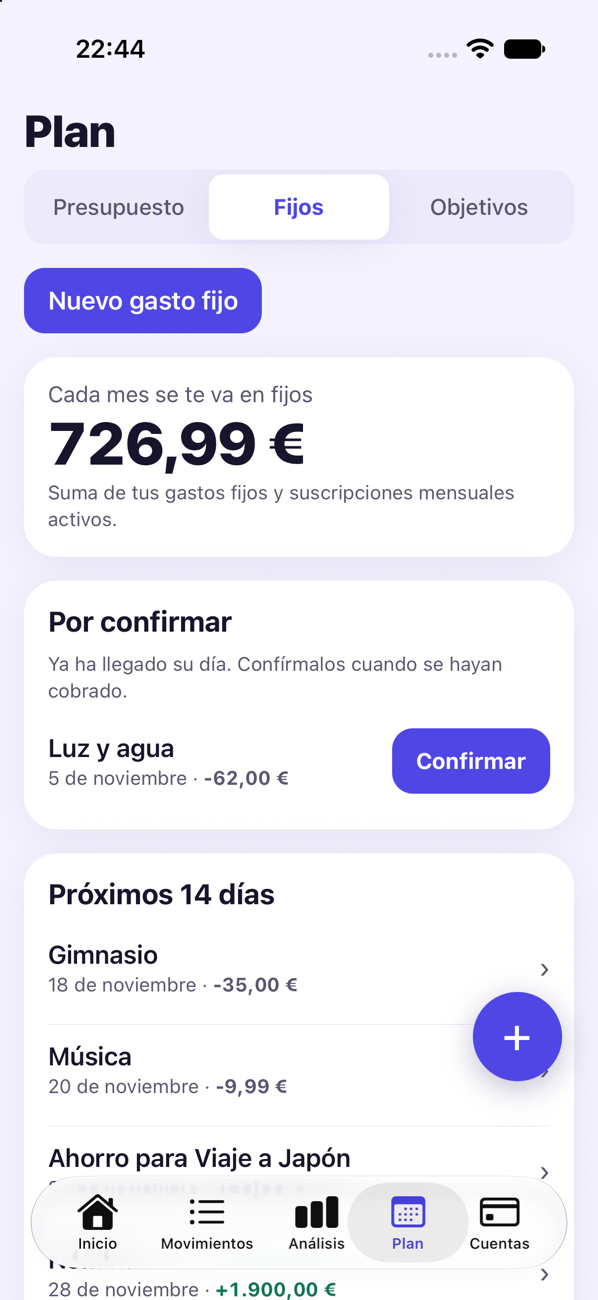 22:44
Plan
Presupuesto
Fijos
Objetivos
Nuevo gasto fijo
Cada mes se te va en fijos
726,99 €
Suma de tus gastos fijos y suscripciones mensuales
activos.
Por confirmar
Ya ha llegado su día. Confírmalos cuando se hayan
cobrado.
Luz y agua
5 de noviembre · -62,00 €
Confirmar
Próximos 14 días
Gimnasio
18 de noviembre · -35,00 €
›
+
Música
20 de noviembre · -9,99 €
Ahorro para Viaje a Japón
›
Inicio
Movimientos
Análisis
Plan
Cuentas
28 de noviembre · +1.900,00 €
›